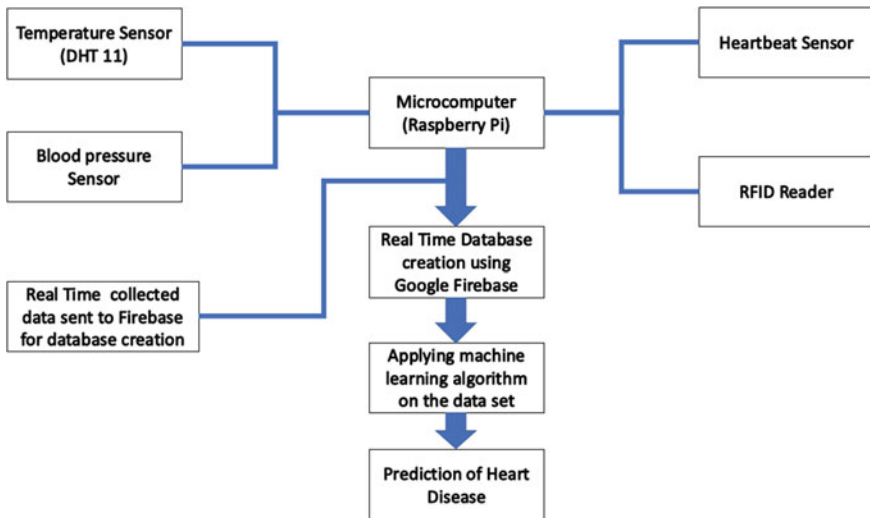 Temperature Sensor
(DHT 11)
Heartbeat Sensor
Microcomputer
(Raspberry Pi)
Blood pressure
Sensor
RFID Reader
Real Time Database
creation using
Google Firebase
Real Time collected
data sent to Firebase
for database creation
Applying machine
learning algorithm
on the data set
Prediction of Heart
Disease